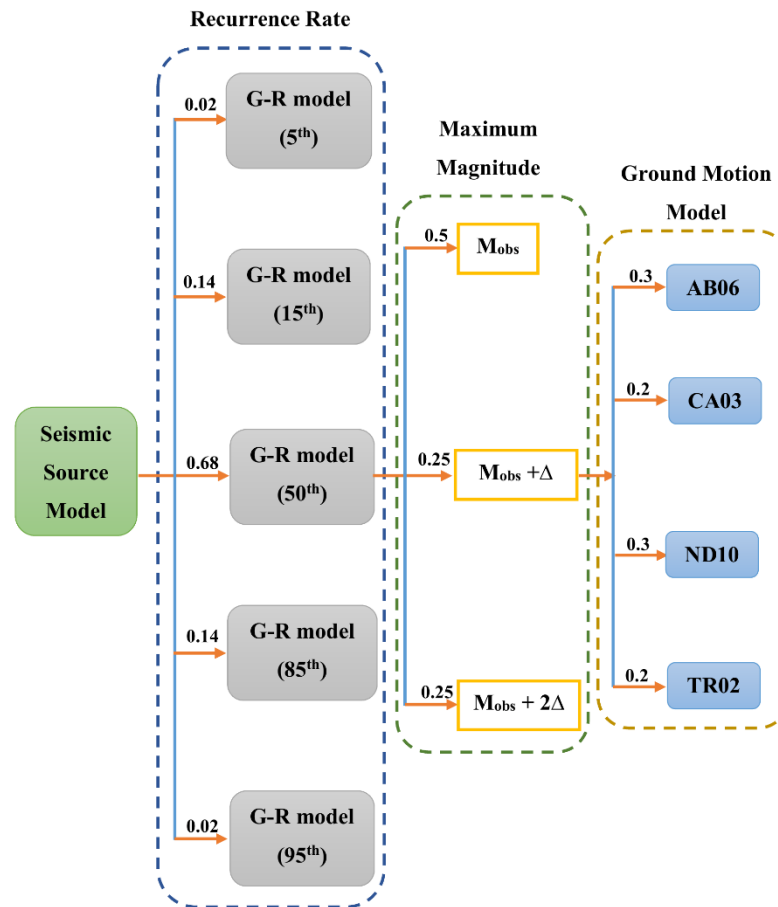 Recurrence Rate
0.02
G-R model
(5th)
0.14
G-R model
(15th)
Seismic
Source
Model
0.68
G-R model
(50th)
0.14
G-R model
(85th)
0.02
G-R model
(95th)
Maximum
Magnitude
0.5
Mobs
0.25
Mobs +Δ
0.25
Mobs + 2Δ
Ground Motion
Model
0.3
AB06
0.2
CA03
0.3
ND10
0.2
TR02